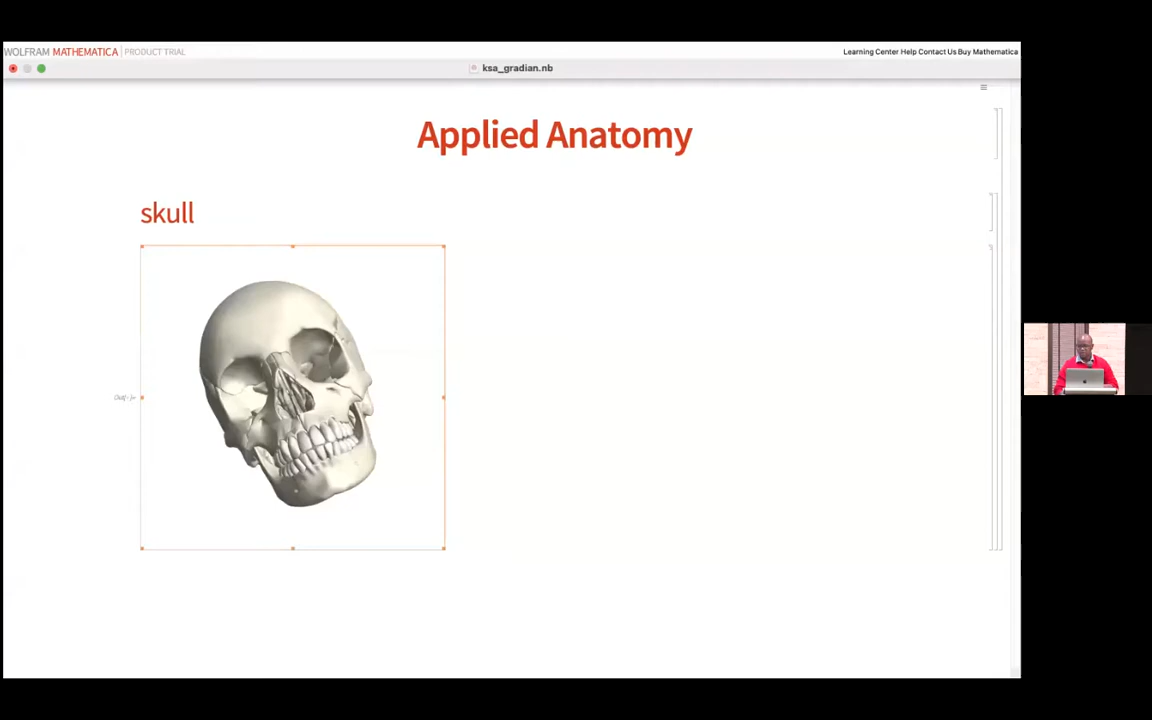 WOLFRAM MATHEMATICA | PRODUCT TRIAL
Learning Center Help Contact Us Buy Mathematica
ksa_gradian.nb
Applied Anatomy
skull